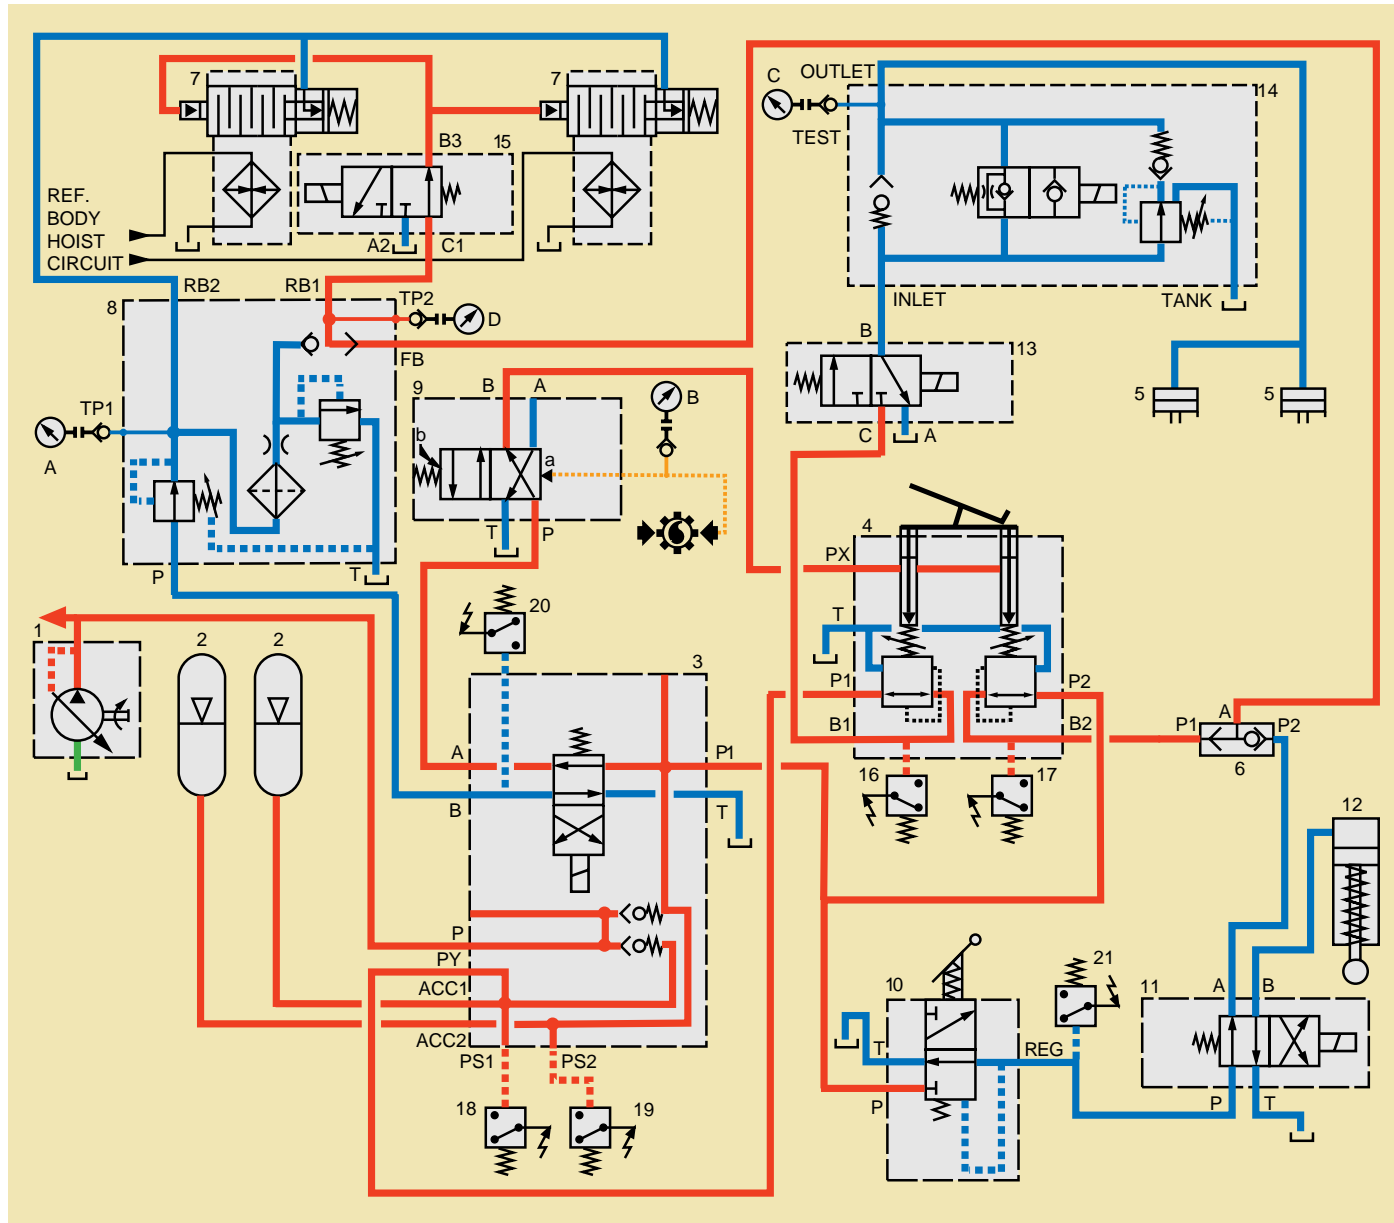 C
OUTLET
7
7
14
TEST
B3
15
REF.
BODY
HOIST
CIRCUIT
A2
C1
RB2
RB1
TP2
INLET
TANK
8
D
B
13
FB
9
B
A
B
5
5
TP1
b
C
A
A
a
4
T
P
PX
P
T
20
T
1
2
2
3
P1
P2
A
B1
B2
P1
P2
A
P1
16
17
6
B
T
12
P
PY
21
ACC1
10
11
A
B
ACC2
T
REG
PS1
PS2
P
P
T
18
19